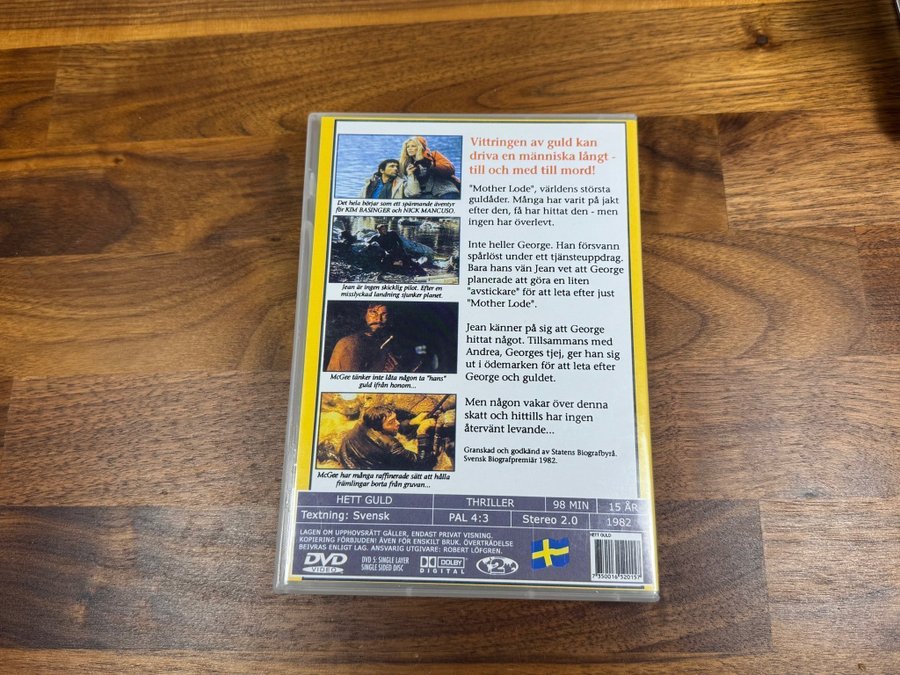 Vittringen av guld kan
driva en människa långt -
till och med till mord!
"Mother Lode", världens största
guldåder. Många har varit på jakt
efter den, få har hittat den - men
ingen har överlevt.
Inte heller George. Han försvann
spårlöst under ett tjänsteuppdrag.
Bara hans vän Jean vet att George
planerade att göra en liten
"avstickare" för att leta efter just
"Mother Lode".
Jean känner på sig att George
hittat något. Tillsammans med
Andrea, Georges tjej, ger han sig
ut i ödemarken för att leta efter
George och guldet.
Men någon vakar över denna
skatt och hittills har ingen
återvänt levande...
Granskad och godkänd av Statens Biografbyrå.
Svensk Biografpremiär 1982.
Det hela börjar som ett spännande äventyr
för KIM BASINGER och NICK MANCUSO.
Jean är ingen skicklig pilot. Efter en
misslyckad landning sjunker planet.
McGee tänker inte låta någon ta "hans"
guld ifrån honom...
McGee har många raffinerade sätt att hålla
främlingar borta från gruvan...
HETT GULD THRILLER 98 MIN 15 ÅR
Textning: Svensk PAL 4:3 Stereo 2.0 1982
LAGEN OM UPPHOVSRÄTT GÄLLER, ENDAST PRIVAT VISNING.
KOPIERING FÖRBJUDEN! ÄVEN FÖR ENSKILT BRUK. ÖVERTRÄDELSE
BEIVRAS ENLIGT LAG. ANSVARIG UTGIVARE: ROBERT LÖFGREN.
DVD
VIDEO
DVD 5: SINGLE LAYER
SINGLE SIDED DISC
DOLBY
DIGITAL
2
HETT GULD
7 350016 520157